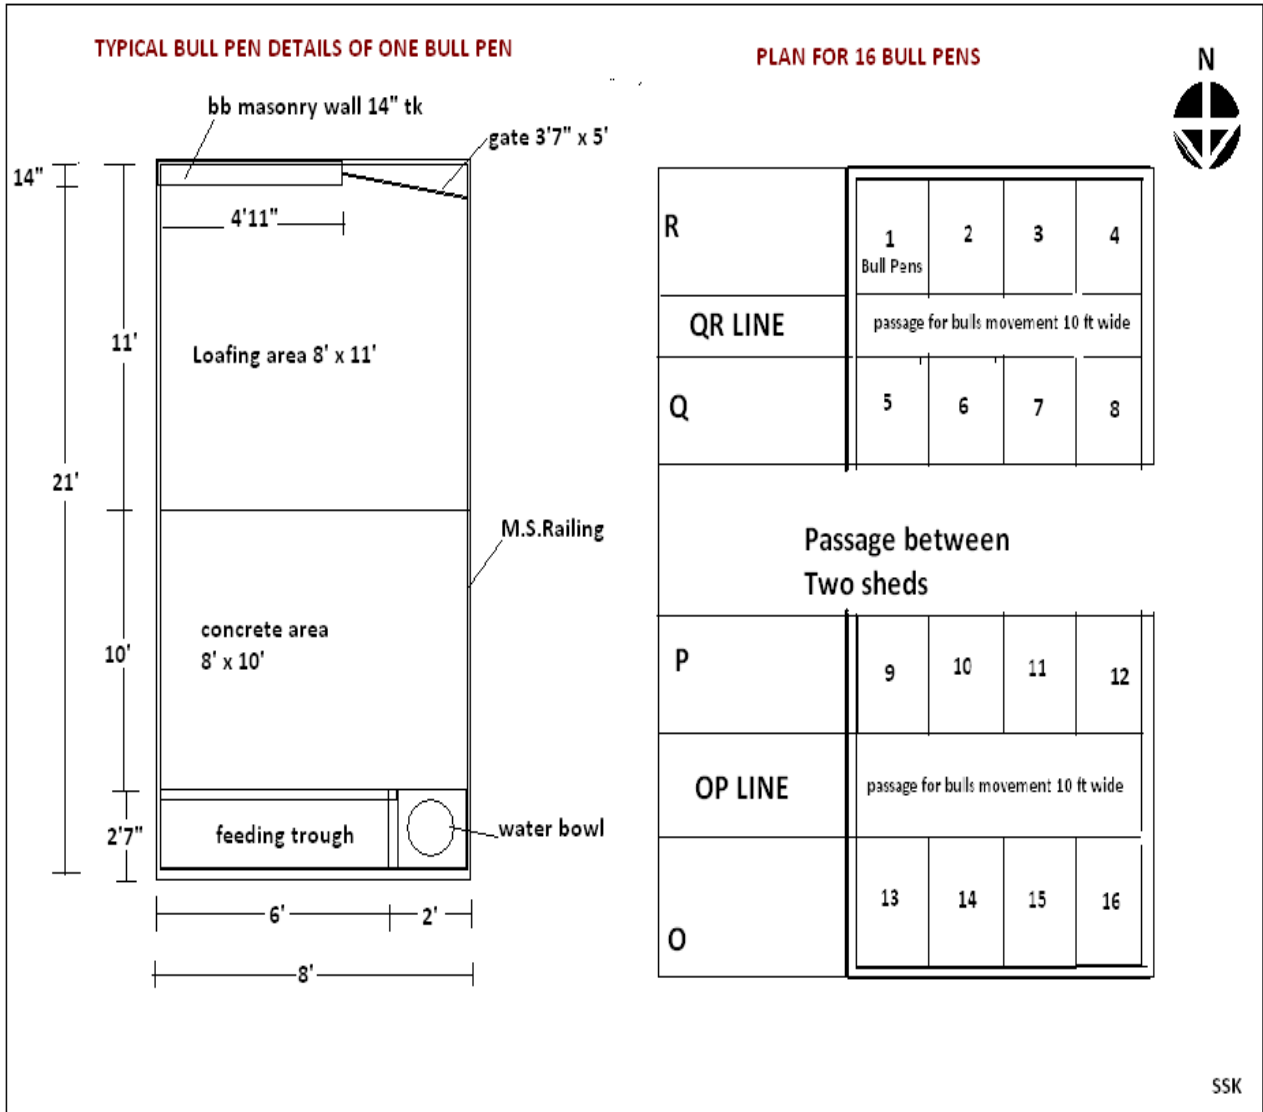 TYPICAL BULL PEN DETAILS OF ONE BULL PEN
bb masonry wall 14" tk
gate 3'7" x 5'
14"
4'11"
11'
Loafing area 8' x 11'
21'
M.S.Railing
concrete area
8' x 10'
10'
2'7"
feeding trough
water bowl
6'
2'
8'
PLAN FOR 16 BULL PENS
N
R
1
Bull Pens
2
3
4
QR LINE
passage for bulls movement 10 ft wide
Q
5
6
7
8
Passage between
Two sheds
P
9
10
11
12
OP LINE
passage for bulls movement 10 ft wide
O
13
14
15
16
SSK